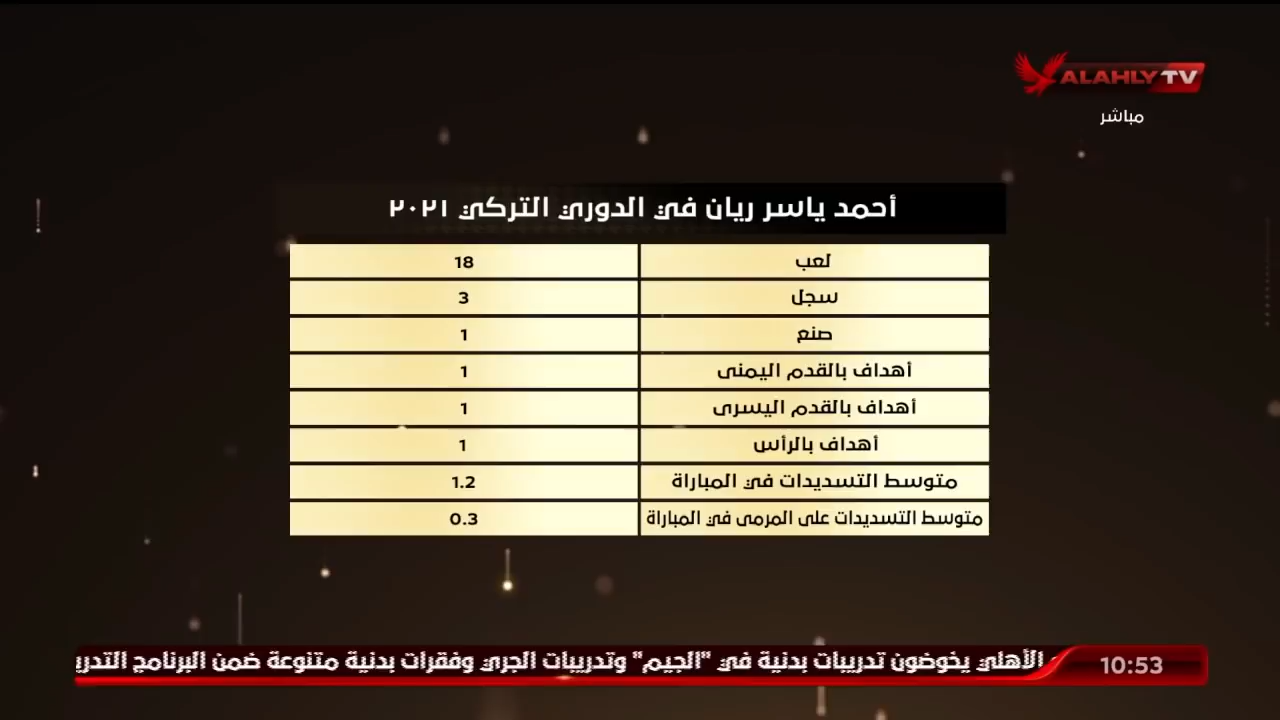 ALAHLY TV
مباشر
أحمد ياسر ريان في الدوري التركي ٢٠٢١
لعب 18
سجل 3
صنع 1
أهداف بالقدم اليمنى 1
أهداف بالقدم اليسرى 1
أهداف بالرأس 1
متوسط التسديدات في المباراة 1.2
متوسط التسديدات على المرمى في المباراة 0.3
10:53
الأهلي يخوضون تدريبات بدنية في "الجيم" وتدريبات الجري وفقرات بدنية متنوعة ضمن البرنامج